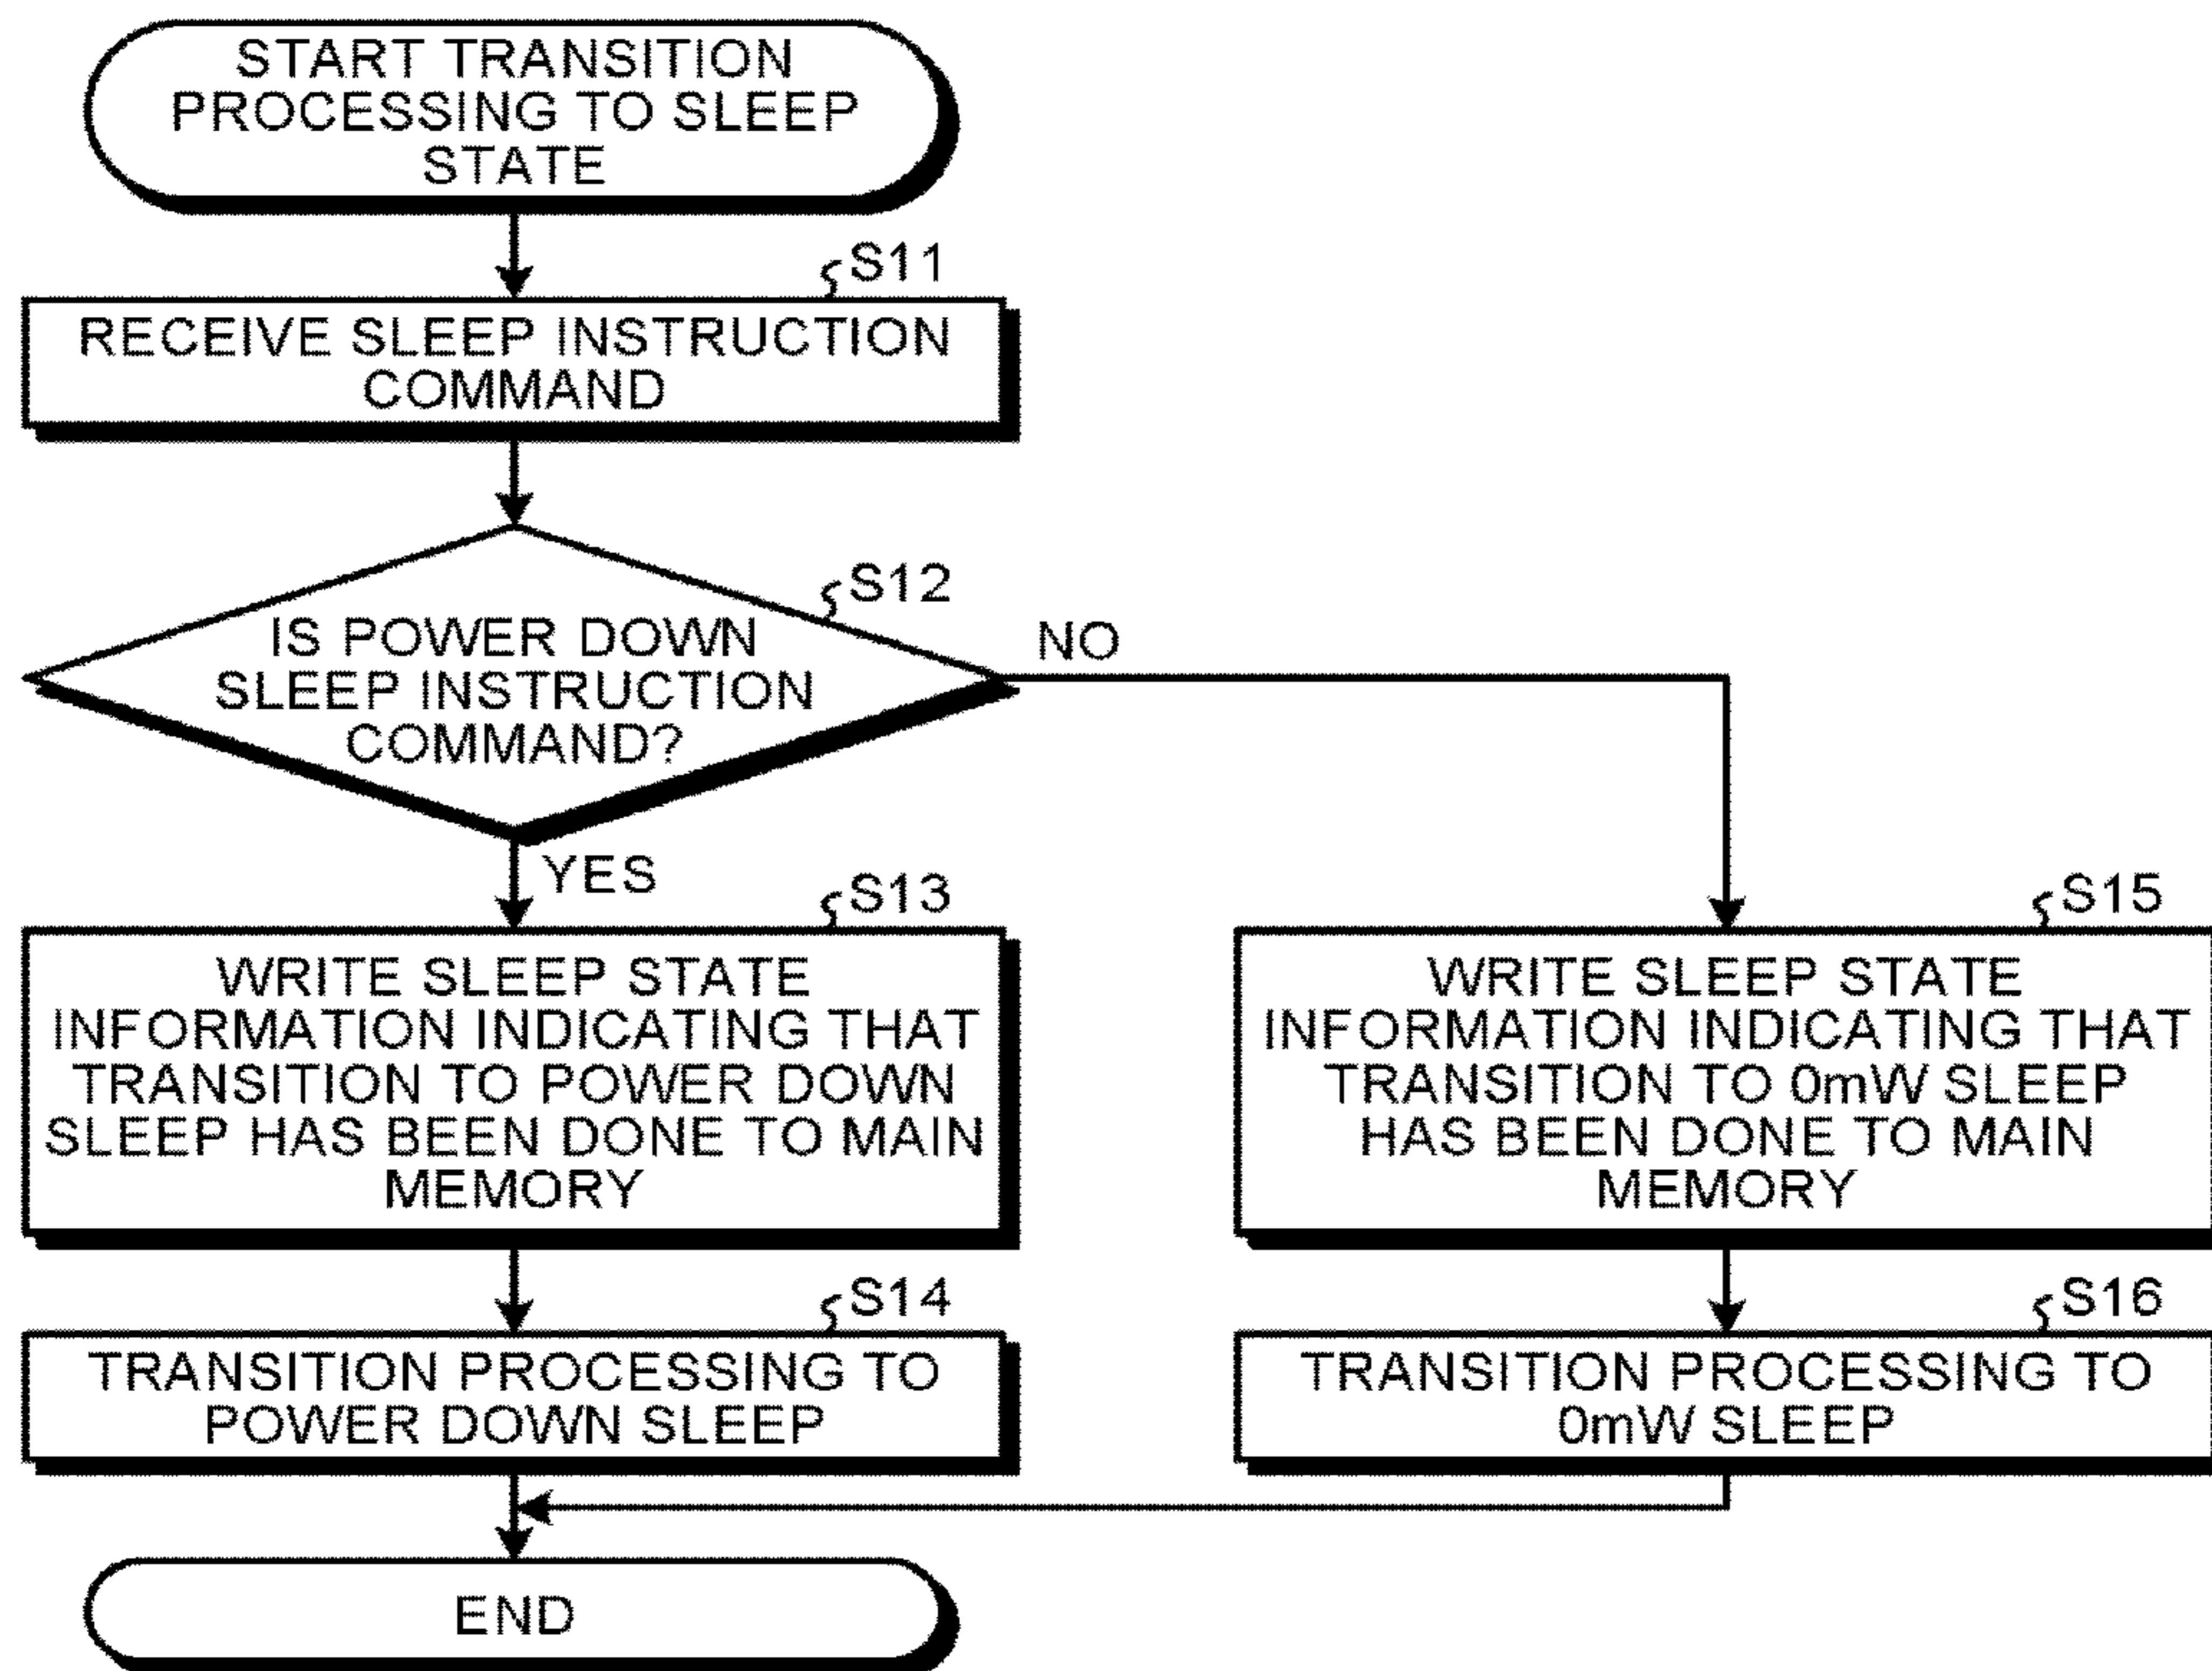 START TRANSITION
PROCESSING TO SLEEP
STATE
S11
RECEIVE SLEEP INSTRUCTION
COMMAND
S12
IS POWER DOWN
SLEEP INSTRUCTION
COMMAND?
NO
YES
S13
WRITE SLEEP STATE
INFORMATION INDICATING THAT
TRANSITION TO POWER DOWN
SLEEP HAS BEEN DONE TO MAIN
MEMORY
S15
WRITE SLEEP STATE
INFORMATION INDICATING THAT
TRANSITION TO 0mW SLEEP
HAS BEEN DONE TO MAIN
MEMORY
S14
TRANSITION PROCESSING TO
POWER DOWN SLEEP
S16
TRANSITION PROCESSING TO
0mW SLEEP
END